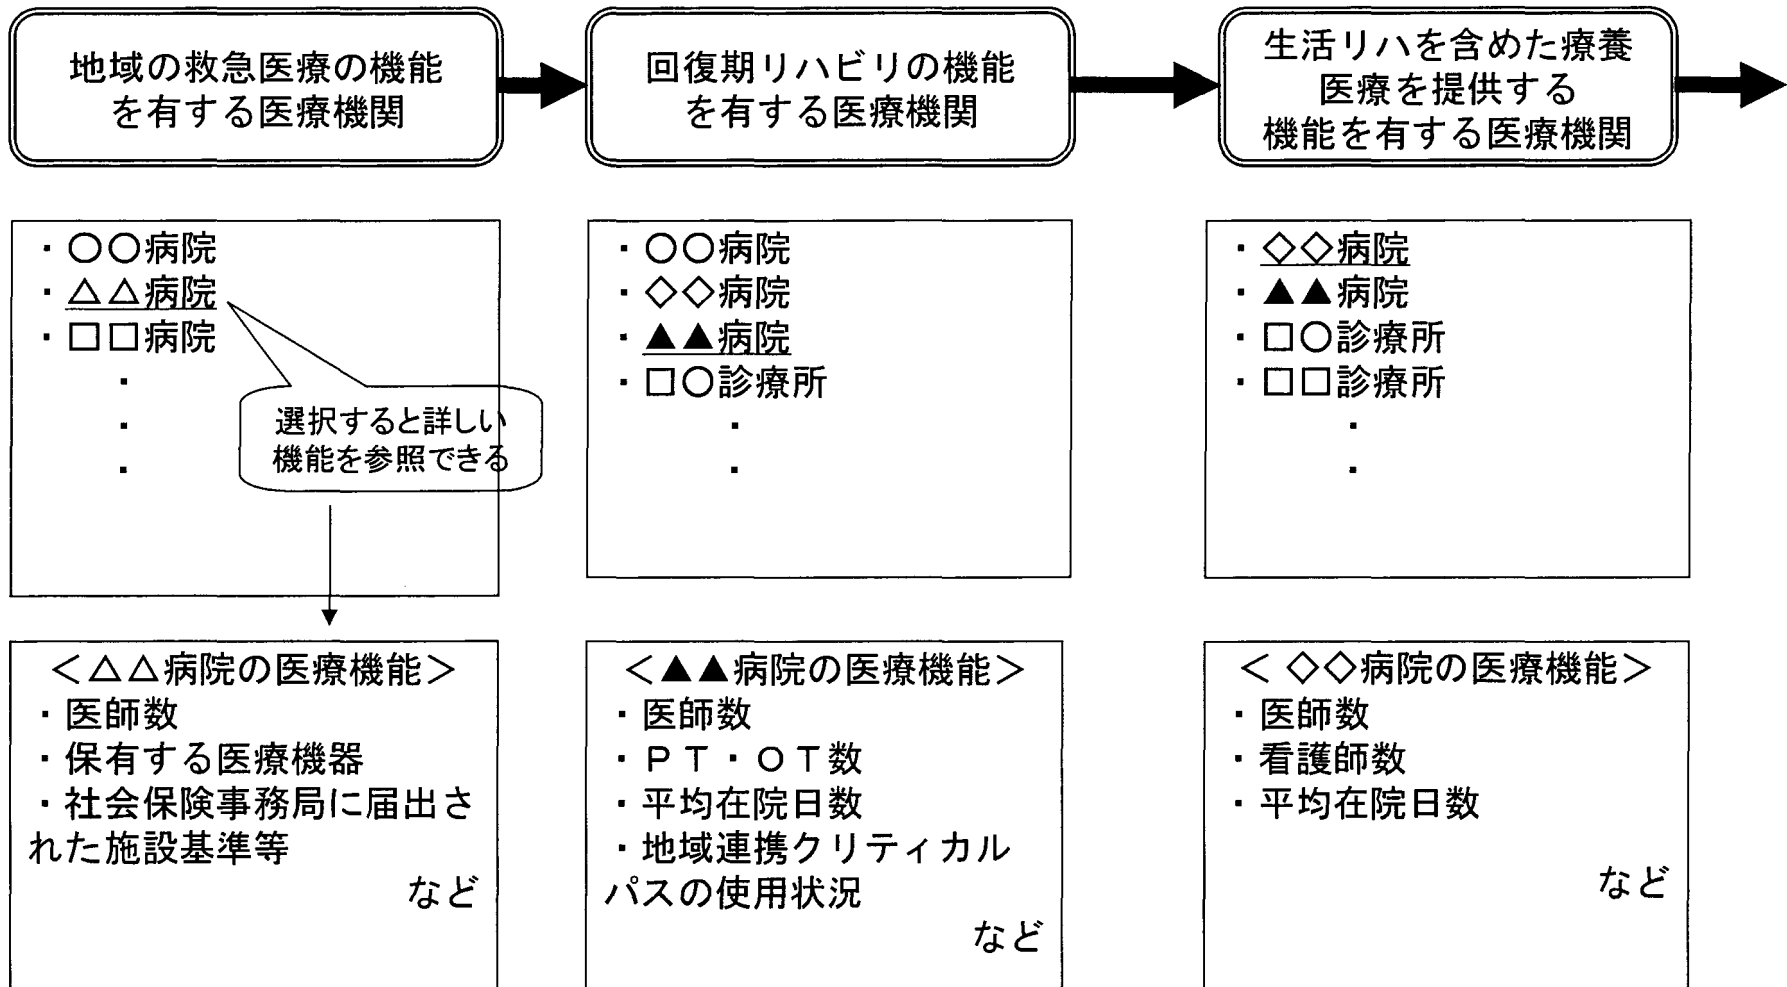 地域の救急医療の機能
を有する医療機関
回復期リハビリの機能
を有する医療機関
生活リハを含めた療養
医療を提供する
機能を有する医療機関
・○○病院
・△△病院
・□□病院
・
・
・
選択すると詳しい
機能を参照できる
・○○病院
・◇◇病院
・▲▲病院
・□○診療所
・
・
・◇◇病院
・▲▲病院
・□○診療所
・□□診療所
・
・
＜△△病院の医療機能＞
・医師数
・保有する医療機器
・社会保険事務局に届出さ
れた施設基準等
など
＜▲▲病院の医療機能＞
・医師数
・ＰＴ・ＯＴ数
・平均在院日数
・地域連携クリティカル
パスの使用状況
など
＜◇◇病院の医療機能＞
・医師数
・看護師数
・平均在院日数
など